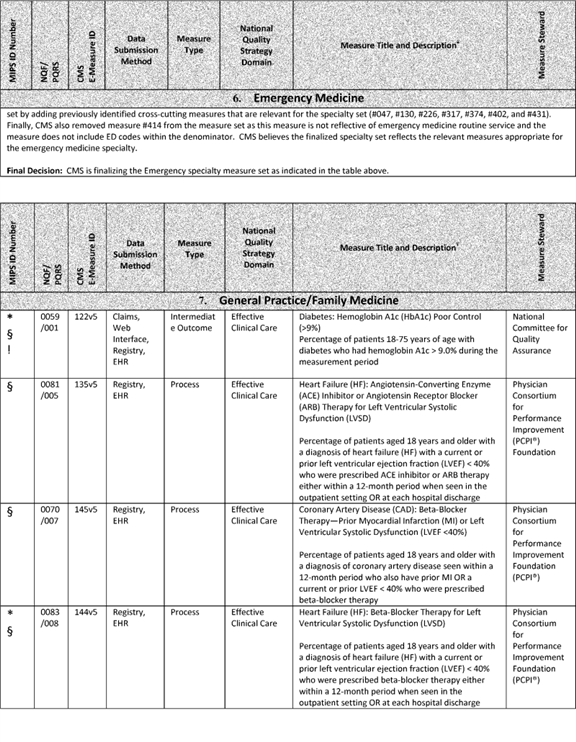 MIPS ID Number
NQF/
PQRS
CMS
E-Measure ID
Data
Submission
Method
Measure
Type
National
Quality
Strategy
Domain
Measure Title and Description
Measure Steward
6. Emergency Medicine
set by adding previously identified cross-cutting measures that are relevant for the specialty set (#047, #130, #226, #317, #374, #402, and #431).
Finally, CMS also removed measure #414 from the measure set as this measure is not reflective of emergency medicine routine service and the
measure does not include ED codes within the denominator. CMS believes the finalized specialty set reflects the relevant measures appropriate for
the emergency medicine specialty.
Final Decision: CMS is finalizing the Emergency specialty measure set as indicated in the table above.
MIPS ID Number
NQF/
PQRS
CMS
E-Measure ID
Data
Submission
Method
Measure
Type
National
Quality
Strategy
Domain
Measure Title and Description
Measure Steward
7. General Practice/Family Medicine
*
§
!
0059
/001
122v5
Claims,
Web
Interface,
Registry,
EHR
Intermediat
e Outcome
Effective
Clinical Care
Diabetes: Hemoglobin A1c (HbA1c) Poor Control
(>9%)
Percentage of patients 18-75 years of age with
diabetes who had hemoglobin A1c > 9.0% during the
measurement period
National
Committee for
Quality
Assurance
§
0081
/005
135v5
Registry,
EHR
Process
Effective
Clinical Care
Heart Failure (HF): Angiotensin-Converting Enzyme
(ACE) Inhibitor or Angiotensin Receptor Blocker
(ARB) Therapy for Left Ventricular Systolic
Dysfunction (LVSD)
Percentage of patients aged 18 years and older with
a diagnosis of heart failure (HF) with a current or
prior left ventricular ejection fraction (LVEF) < 40%
who were prescribed ACE inhibitor or ARB therapy
either within a 12-month period when seen in the
outpatient setting OR at each hospital discharge
Physician
Consortium
for
Performance
Improvement
(PCPI®)
Foundation
§
0070
/007
145v5
Registry,
EHR
Process
Effective
Clinical Care
Coronary Artery Disease (CAD): Beta-Blocker
Therapy—Prior Myocardial Infarction (MI) or Left
Ventricular Systolic Dysfunction (LVEF <40%)
Percentage of patients aged 18 years and older with
a diagnosis of coronary artery disease seen within a
12-month period who also have prior MI OR a
current or prior LVEF < 40% who were prescribed
beta-blocker therapy
Physician
Consortium
for
Performance
Improvement
Foundation
(PCPI®)
*
§
0083
/008
144v5
Registry,
EHR
Process
Effective
Clinical Care
Heart Failure (HF): Beta-Blocker Therapy for Left
Ventricular Systolic Dysfunction (LVSD)
Percentage of patients aged 18 years and older with
a diagnosis of heart failure (HF) with a current or
prior left ventricular ejection fraction (LVEF) < 40%
who were prescribed beta-blocker therapy either
within a 12-month period when seen in the
outpatient setting OR at each hospital discharge
Physician
Consortium
for
Performance
Improvement
Foundation
(PCPI®)